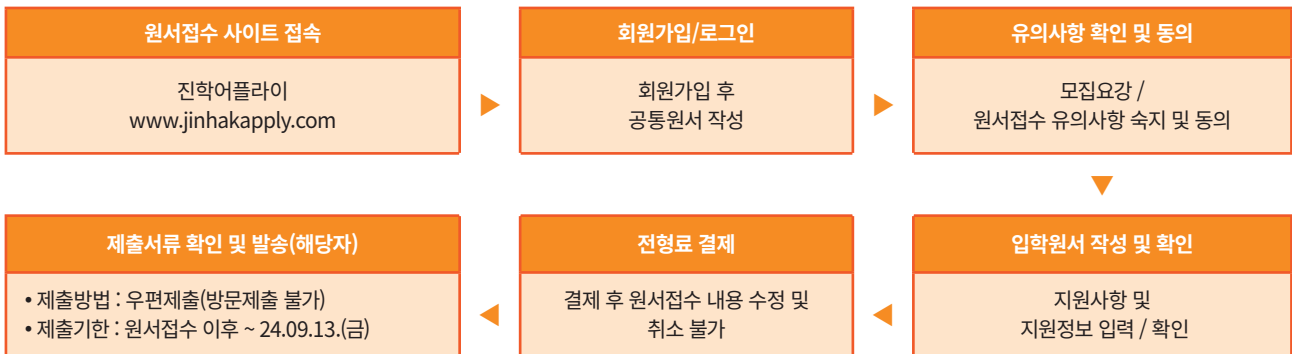 원서접수 사이트 접속
진학어플라이
www.jinhakapply.com
회원가입/로그인
회원가입 후
공통원서 작성
유의사항 확인 및 동의
모집요강 /
원서접수 유의사항 숙지 및 동의
입학원서 작성 및 확인
지원사항 및
지원정보 입력 / 확인
전형료 결제
결제 후 원서접수 내용 수정 및
취소 불가
제출서류 확인 및 발송(해당자)
• 제출방법 : 우편제출(방문제출 불가)
• 제출기한 : 원서접수 이후 ~ 24.09.13.(금)